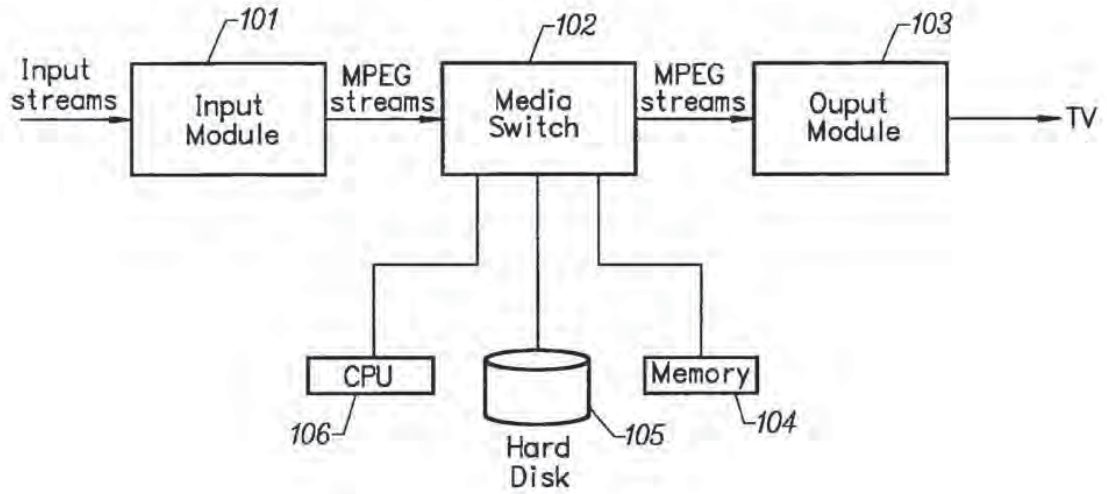 101
102
103
Input
streams
Input
Module
MPEG
streams
Media
Switch
MPEG
streams
Ouput
Module
TV
CPU
106
Hard
Disk
105
Memory
104